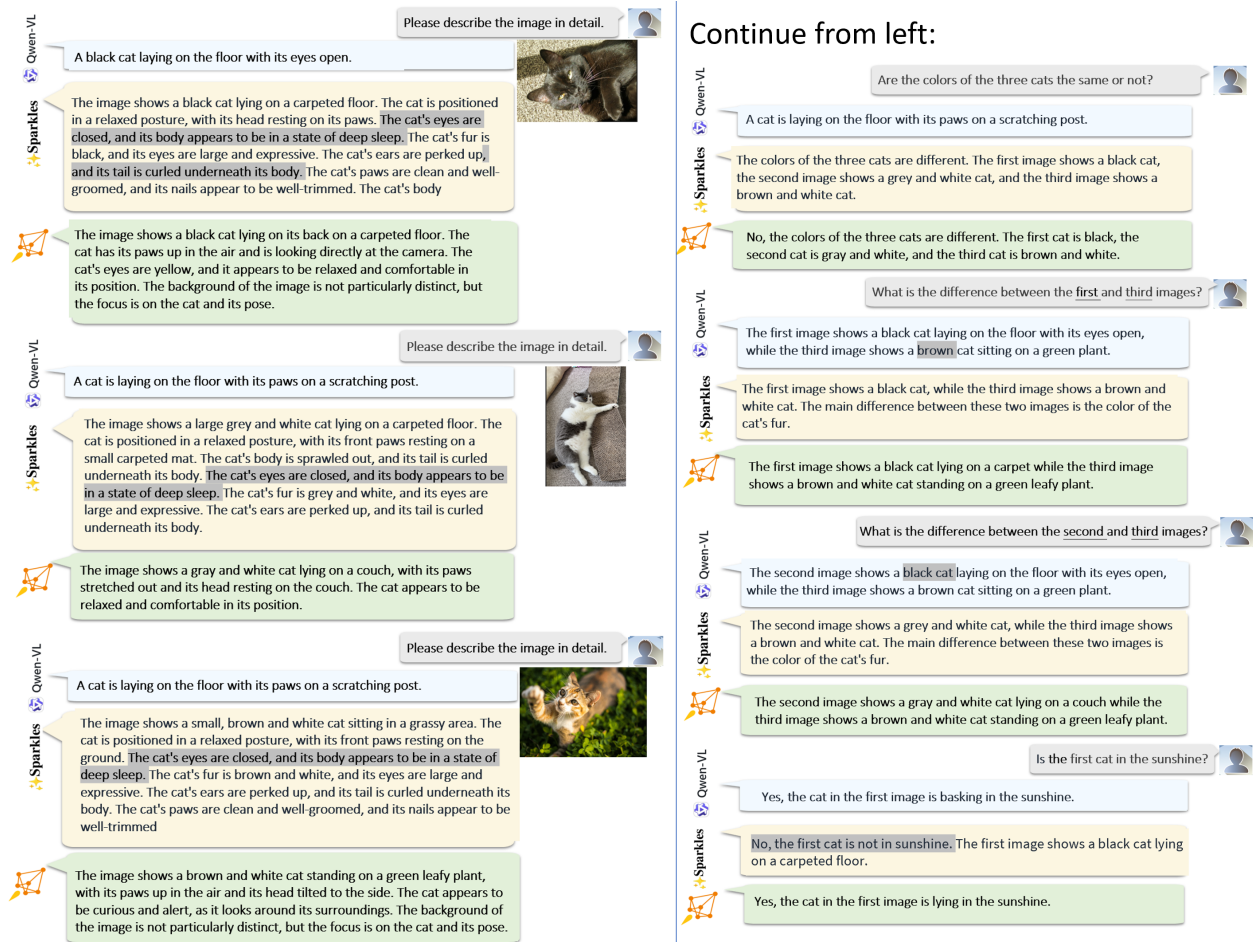 Please describe the image in detail.
Qwen-VL
A black cat laying on the floor with its eyes open.
Sparkles
The image shows a black cat lying on a carpeted floor. The cat is positioned
in a relaxed posture, with its head resting on its paws. The cat's eyes are
closed, and its body appears to be in a state of deep sleep. The cat's fur is
black, and its eyes are large and expressive. The cat's ears are perked up,
and its tail is curled underneath its body. The cat's paws are clean and well-
groomed, and its nails appear to be well-trimmed. The cat's body
The image shows a black cat lying on its back on a carpeted floor. The
cat has its paws up in the air and is looking directly at the camera. The
cat's eyes are yellow, and it appears to be relaxed and comfortable in
its position. The background of the image is not particularly distinct, but
the focus is on the cat and its pose.
Please describe the image in detail.
Qwen-VL
A cat is laying on the floor with its paws on a scratching post.
Sparkles
The image shows a large grey and white cat lying on a carpeted floor. The
cat is positioned in a relaxed posture, with its front paws resting on a
small carpeted mat. The cat's body is sprawled out, and its tail is curled
underneath its body. The cat's eyes are closed, and its body appears to be
in a state of deep sleep. The cat's fur is grey and white, and its eyes are
large and expressive. The cat's ears are perked up, and its tail is curled
underneath its body.
The image shows a gray and white cat lying on a couch, with its paws
stretched out and its head resting on the couch. The cat appears to be
relaxed and comfortable in its position.
Please describe the image in detail.
Qwen-VL
A cat is laying on the floor with its paws on a scratching post.
Sparkles
The image shows a small, brown and white cat sitting in a grassy area. The
cat is positioned in a relaxed posture, with its front paws resting on the
ground. The cat's eyes are closed, and its body appears to be in a state of
deep sleep. The cat's fur is brown and white, and its eyes are large and
expressive. The cat's ears are perked up, and its tail is curled underneath its
body. The cat's paws are clean and well-groomed, and its nails appear to be
well-trimmed
The image shows a brown and white cat standing on a green leafy plant,
with its paws up in the air and its head tilted to the side. The cat appears to
be curious and alert, as it looks around its surroundings. The background of
the image is not particularly distinct, but the focus is on the cat and its pose.
Continue from left:
Are the colors of the three cats the same or not?
Qwen-VL
A cat is laying on the floor with its paws on a scratching post.
Sparkles
The colors of the three cats are different. The first image shows a black cat,
the second image shows a grey and white cat, and the third image shows a
brown and white cat.
No, the colors of the three cats are different. The first cat is black, the
second cat is gray and white, and the third cat is brown and white.
What is the difference between the first and third images?
Qwen-VL
The first image shows a black cat laying on the floor with its eyes open,
while the third image shows a brown cat sitting on a green plant.
Sparkles
The first image shows a black cat, while the third image shows a brown and
white cat. The main difference between these two images is the color of the
cat's fur.
The first image shows a black cat lying on a carpet while the third image
shows a brown and white cat standing on a green leafy plant.
What is the difference between the second and third images?
Qwen-VL
The second image shows a black cat laying on the floor with its eyes open,
while the third image shows a brown cat sitting on a green plant.
Sparkles
The second image shows a grey and white cat, while the third image shows
a brown and white cat. The main difference between these two images is
the color of the cat's fur.
The second image shows a gray and white cat lying on a couch while the
third image shows a brown and white cat standing on a green leafy plant.
Is the first cat in the sunshine?
Qwen-VL
Yes, the cat in the first image is basking in the sunshine.
Sparkles
No, the first cat is not in sunshine. The first image shows a black cat lying
on a carpeted floor.
Yes, the cat in the first image is lying in the sunshine.